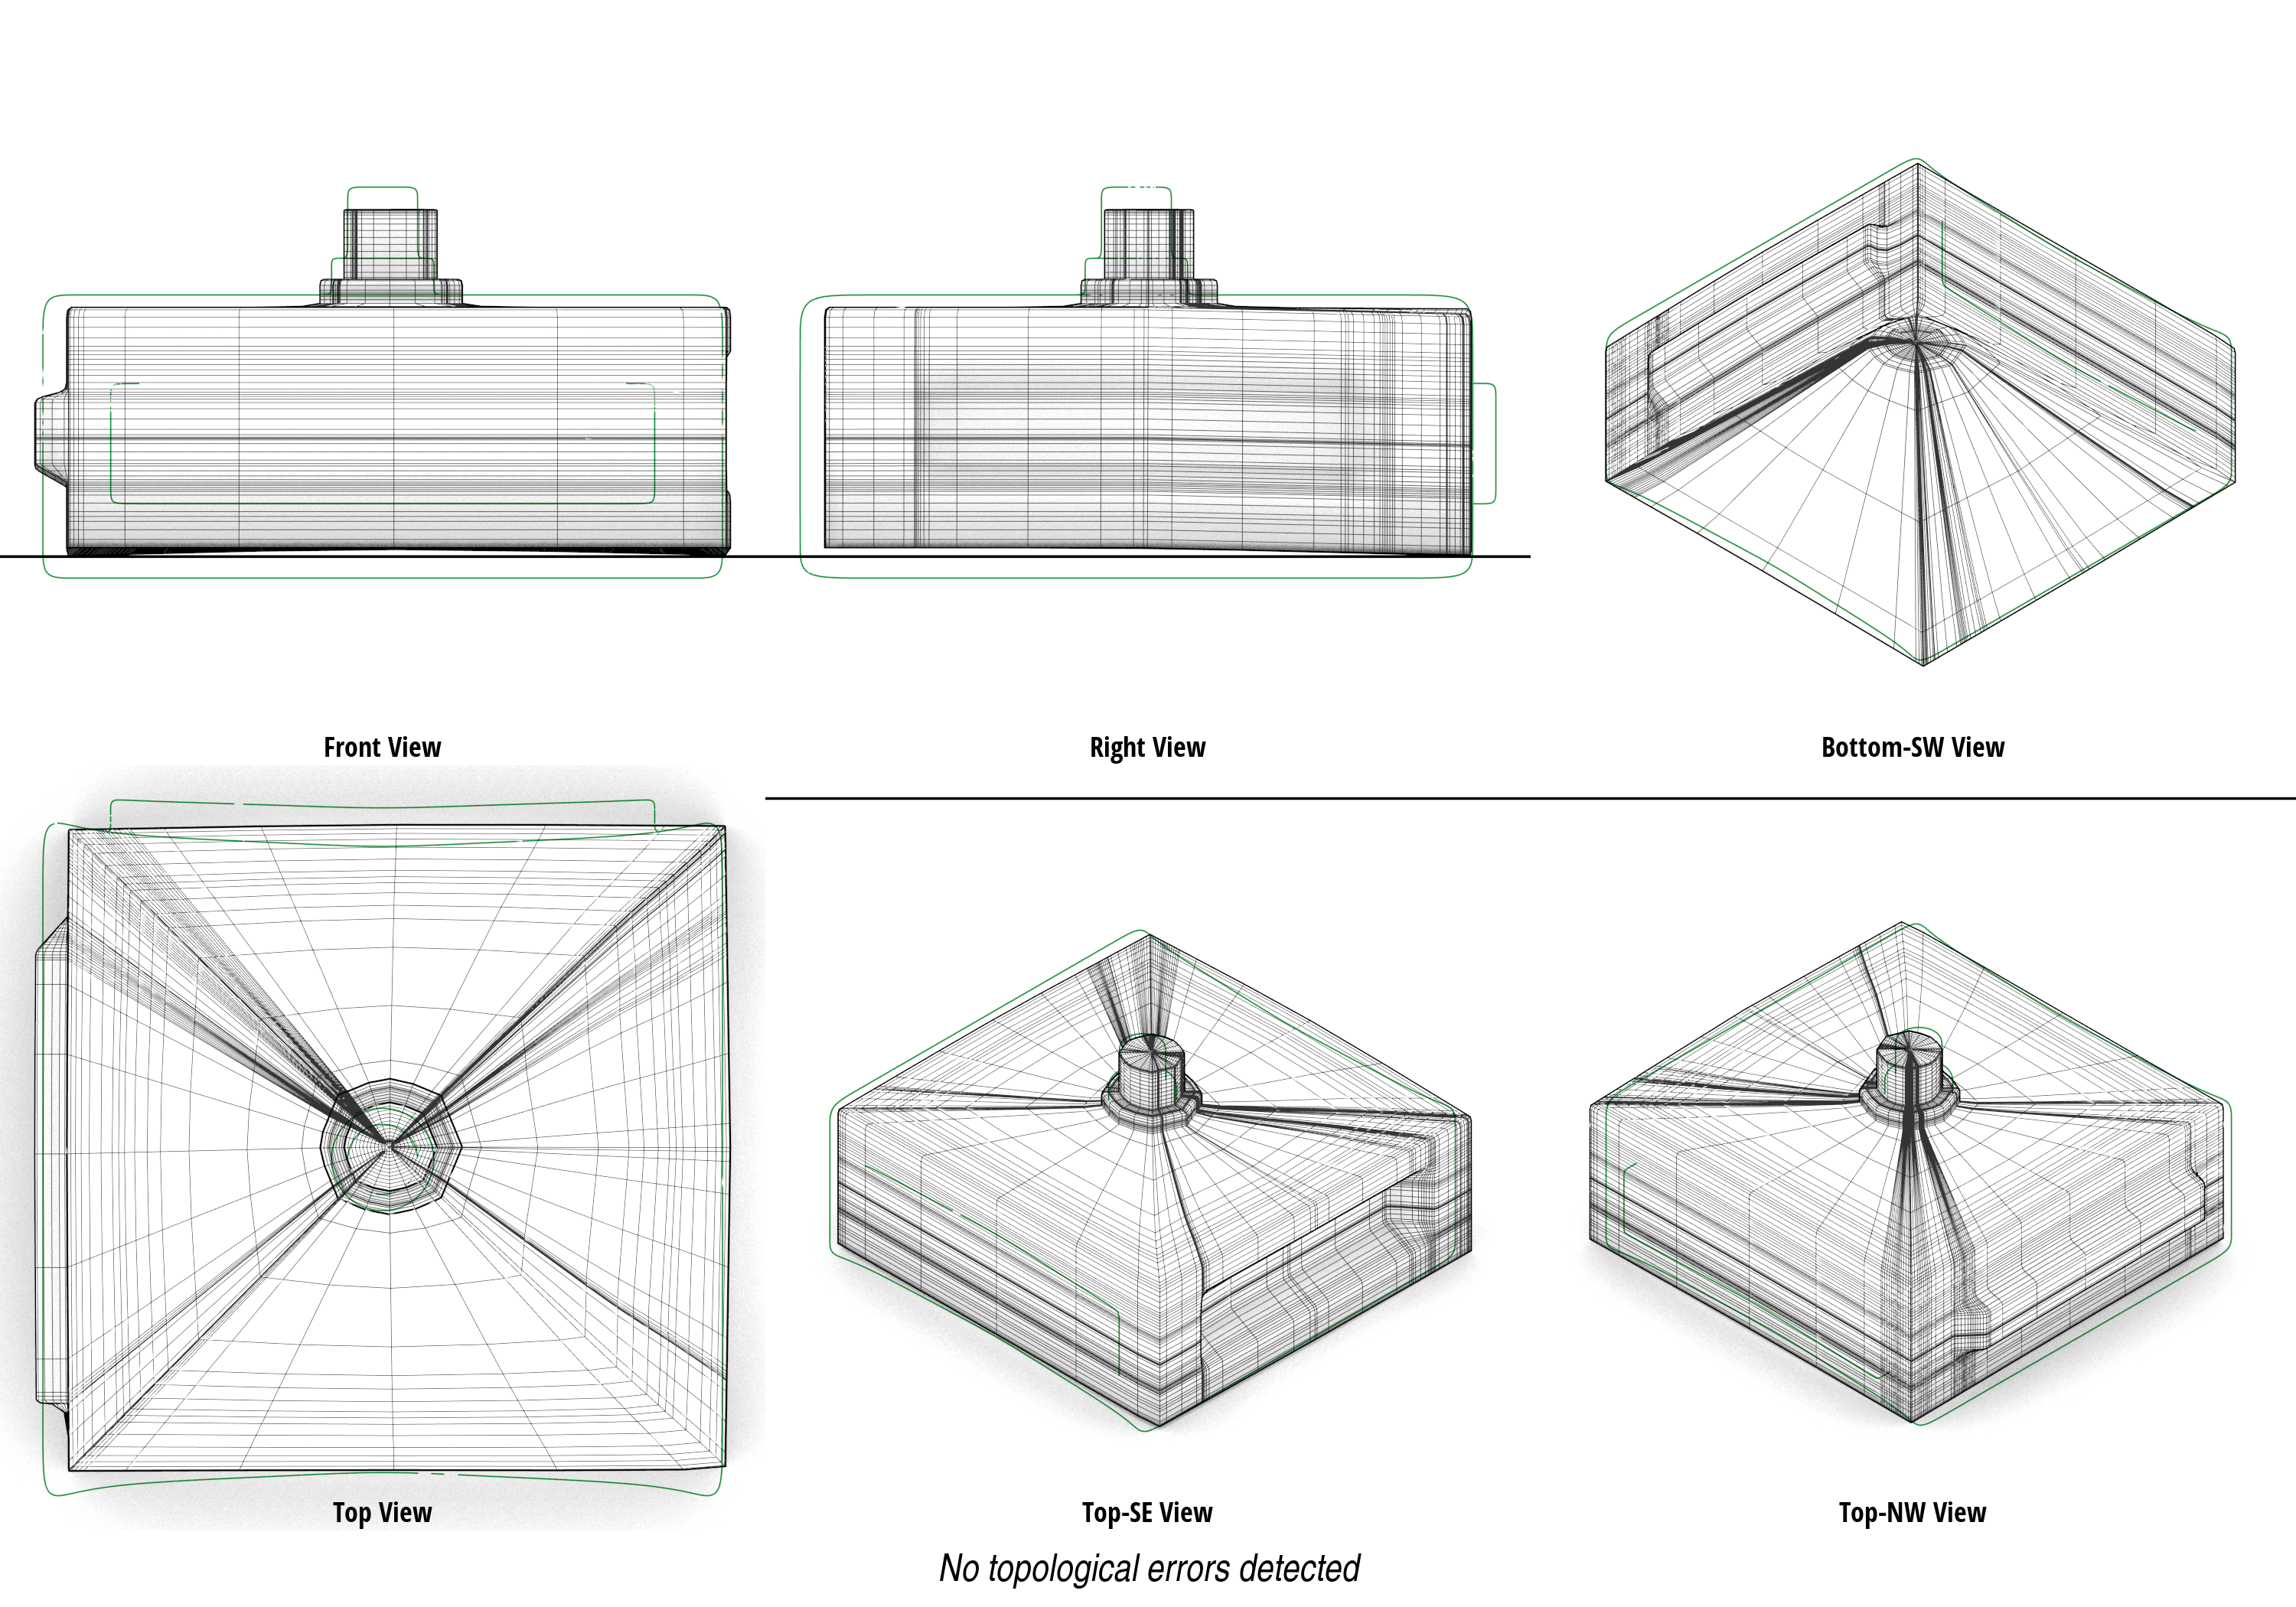 Front View
Right View
Bottom-SW View
Top View
Top-SE View
Top-NW View
No topological errors detected